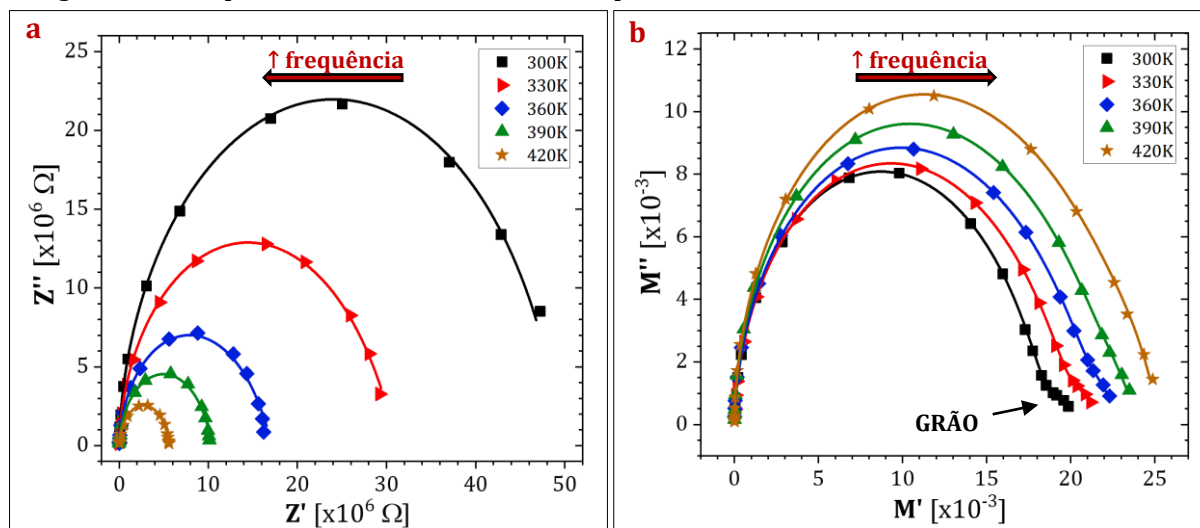 a
↑ frequência
300K
330K
360K
390K
420K
25
20
15
10
5
0
Z'' [x10⁶ Ω]
0 10 20 30 40 50
Z' [x10⁶ Ω]
b
↑ frequência
300K
330K
360K
390K
420K
12
10
8
6
4
2
0
M'' [x10⁻³]
GRÃO
0 5 10 15 20 25
M' [x10⁻³]